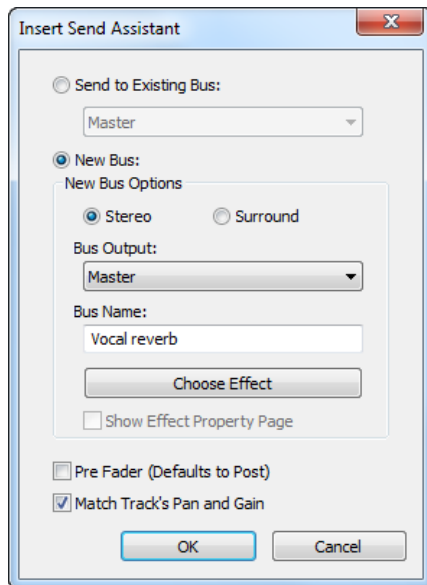 Insert Send Assistant
Send to Existing Bus:
Master
New Bus:
New Bus Options
Stereo Surround
Bus Output:
Master
Bus Name:
Vocal reverb
Choose Effect
Show Effect Property Page
Pre Fader (Defaults to Post)
Match Track's Pan and Gain
OK Cancel